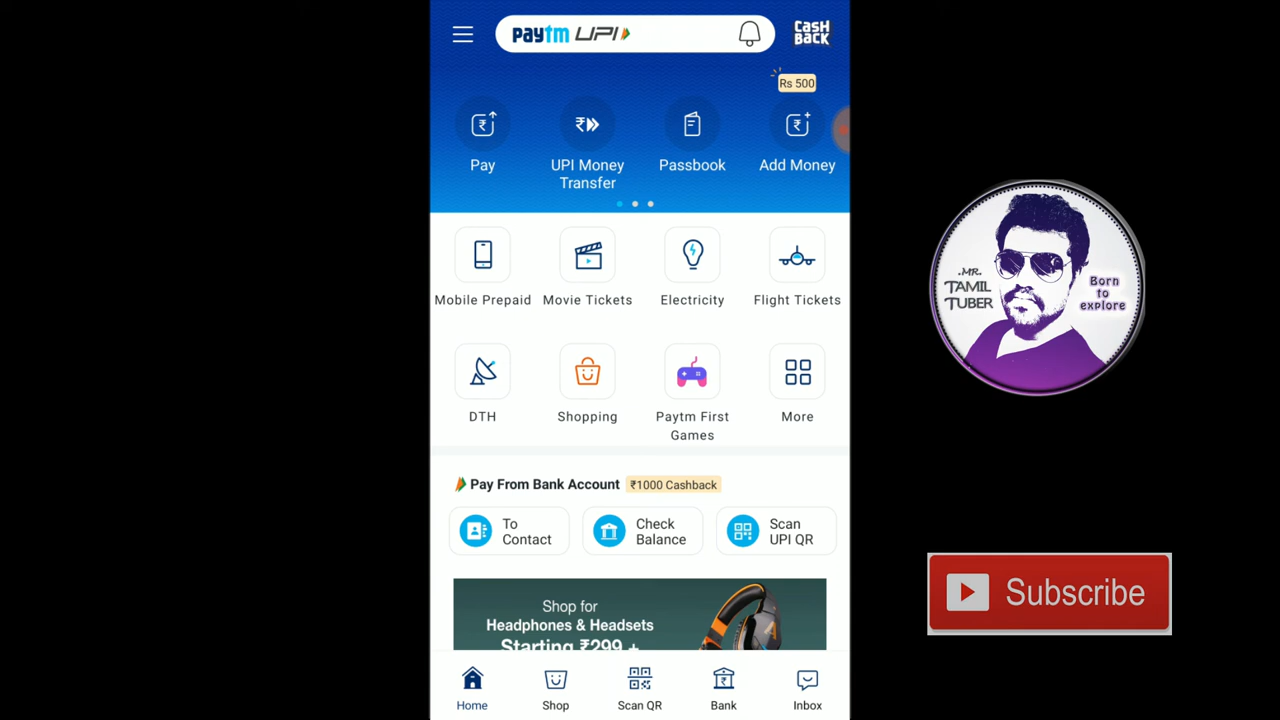 paytm UPI
CASH
BACK
Rs 500
Pay
UPI Money
Transfer
Passbook
Add Money
Mobile Prepaid
Movie Tickets
Electricity
Flight Tickets
DTH
Shopping
Paytm First
Games
More
Pay From Bank Account ₹1000 Cashback
To
Contact
Check
Balance
Scan
UPI QR
Shop for
Headphones & Headsets
Starting ₹299 +
Home
Shop
Scan QR
Bank
Inbox
.MR.
TAMIL
TUBER
Born
to
explore
Subscribe